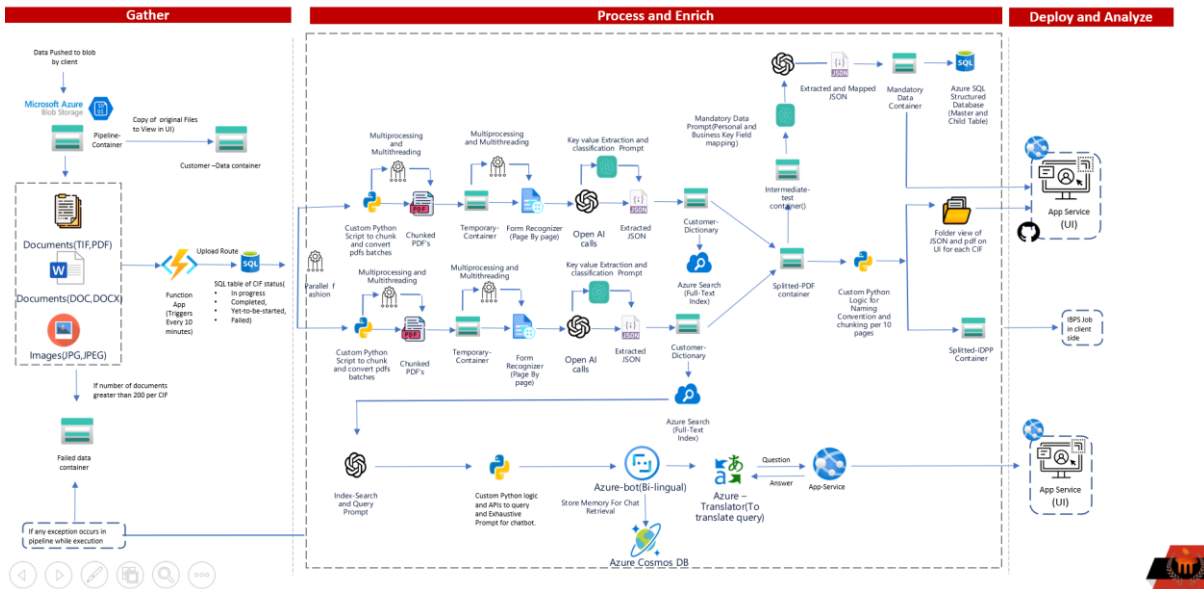 Gather
Process and Enrich
Deploy and Analyze
Data Pushed to blob
by client
Microsoft Azure
Blob Storage
Pipeline-
Container
Copy of original Files
to View in UI)
Customer –Data container
Documents(TIF,PDF)
W
Documents(DOC,DOCX)
Images(JPG,JPEG)
If number of documents
greater than 200 per CIF
Failed data
container
If any exception occurs in
pipeline while execution
Function
App
(Triggers
Every 10
minutes)
Upload Route
SQL
SQL table of CIF status(
• In progress
• Completed,
• Yet-to-be-started,
• Failed)
Parallel f
ashion
Multiprocessing
and
Multithreading
Custom Python
Script to chunk
and convert
pdfs batches
PDF
Chunked
PDF's
Multiprocessing
and Multithreading
Temporary-
Container
Form
Recognizer
(Page By page)
Key value Extraction and
classification Prompt
Open AI
calls
JSON
Extracted
JSON
Customer-
Dictionary
Azure Search
(Full-Text
Index)
Multiprocessing and
Multithreading
Custom Python
Script to chunk
and convert pdfs
batches
PDF
Chunked
PDF's
Multiprocessing and
Multithreading
Temporary-
Container
Form
Recognizer
(Page By
page)
Key value Extraction and
classification Prompt
Open AI
calls
JSON
Extracted
JSON
Customer-
Dictionary
Azure Search
(Full-Text
Index)
Mandatory Data
Prompt(Personal and
Business Key Field
mapping)
JSON
Extracted and Mapped
JSON
Mandatory
Data
Container
SQL
Azure SQL
Structured
Database
(Master and
Child Table)
Intermediate-
test
container()
Splitted-PDF
container
Custom Python
Logic for
Naming
Convention and
chunking per 10
pages
Folder view of
JSON and pdf on
UI for each CIF
Splitted-IDPP
Container
App Service
(UI)
IBPS Job
in client
side
Index-Search
and Query
Prompt
Custom Python logic
and APIs to query
and Exhaustive
Prompt for chatbot.
Azure-bot(Bi-lingual)
Store Memory For Chat
Retrieval
Azure Cosmos DB
a あ
Azure –
Translator(To
translate query)
Question
Answer
App-Service
App Service
(UI)